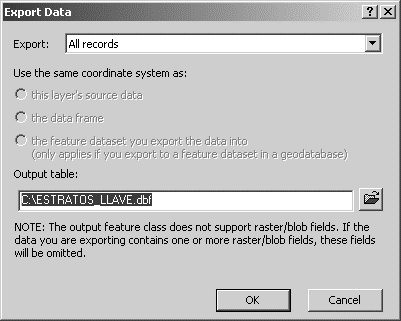 Export Data
Export: All records
Use the same coordinate system as:
this layer's source data
the data frame
the feature dataset you export the data into
(only applies if you export to a feature dataset in a geodatabase)
Output table:
C:\ESTRATOS_LLAVE.dbf
NOTE: The output feature class does not support raster/blob fields. If the
data you are exporting contains one or more raster/blob fields, these fields
will be omitted.
OK Cancel